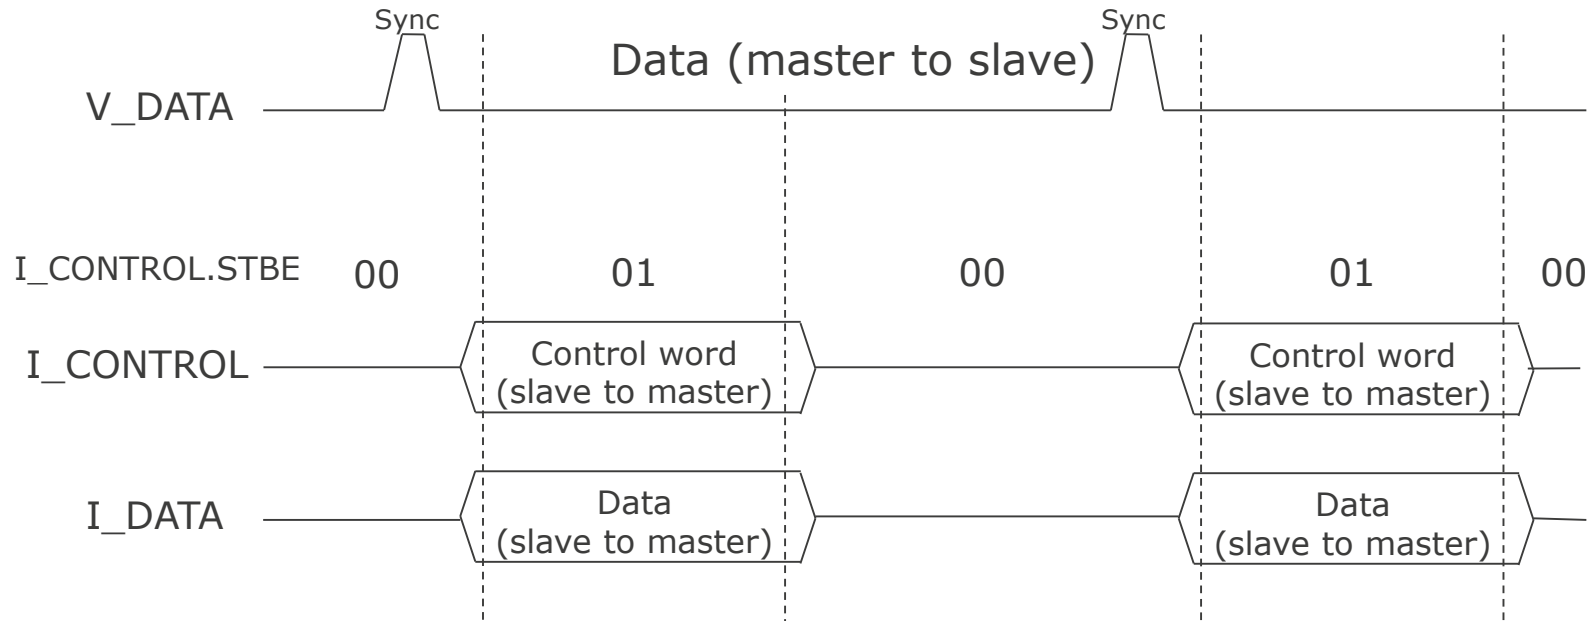 Sync
Sync
Data (master to slave)
V_DATA
I_CONTROL.STBE 00 01 00 01 00
I_CONTROL
Control word
(slave to master)
Control word
(slave to master)
I_DATA
Data
(slave to master)
Data
(slave to master)